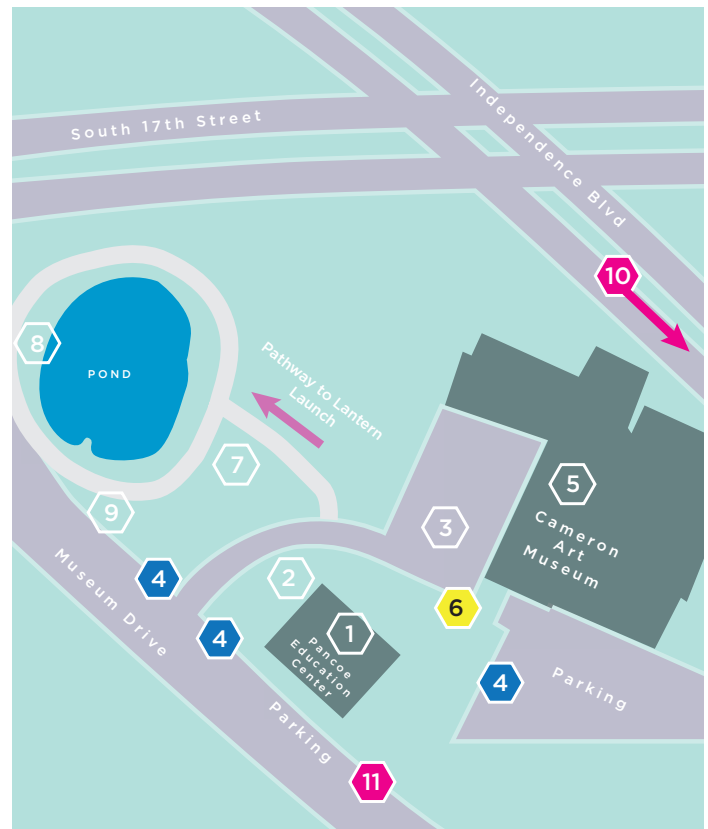 South 17th Street
Independence Blvd
10
8
POND
Pathway to Lantern
Launch
7
5
Cameron
Art
Museum
3
9
4
2
6
Museum Drive
4
1
Pancoe
Education
Center
4
Parking
Parking
11